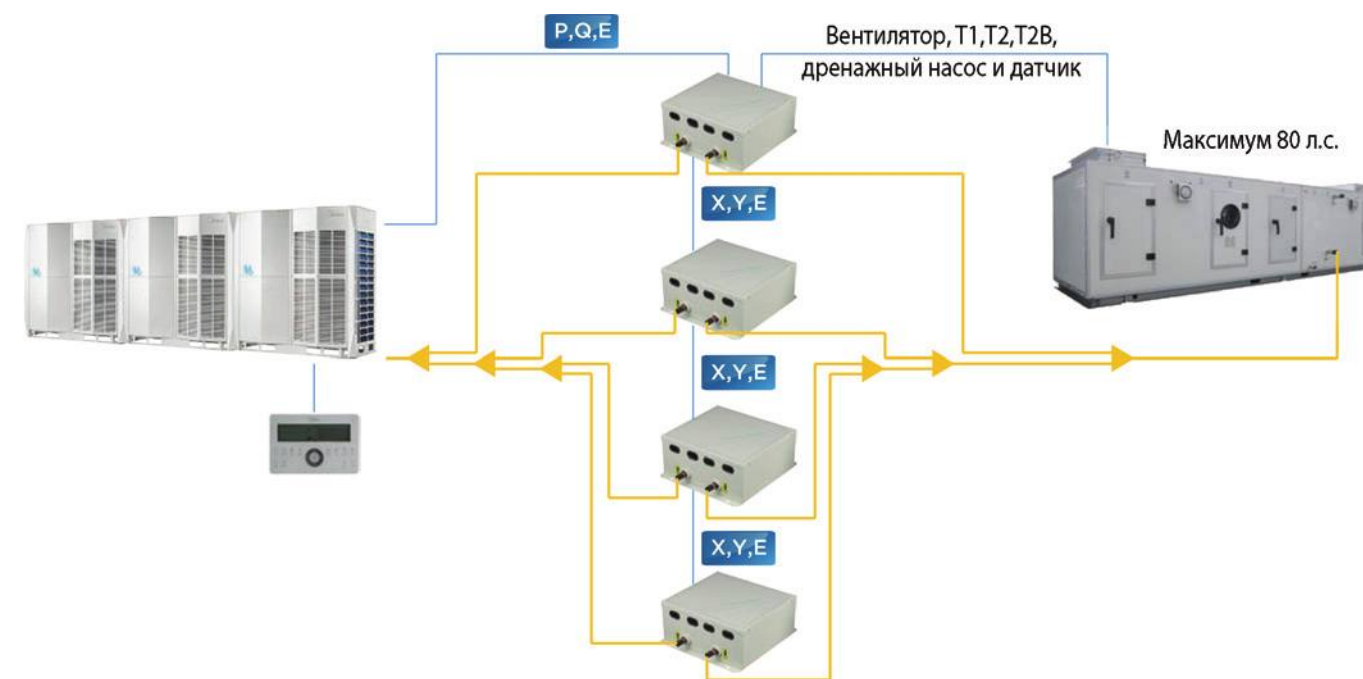 P,Q,E
Вентилятор, T1,T2,T2B,
дренажный насос и датчик
Максимум 80 л.с.
X,Y,E
X,Y,E
X,Y,E